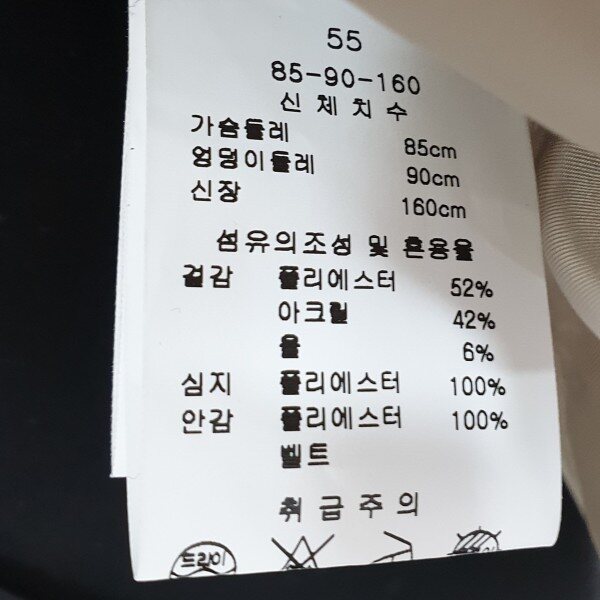 55
85-90-160
신체치수
가슴둘레 85cm
엉덩이둘레 90cm
신장 160cm
섬유의조성 및 혼용율
겉감 폴리에스터 52%
아크릴 42%
울 6%
심지 폴리에스터 100%
안감 폴리에스터 100%
벨트
취급주의
드라이